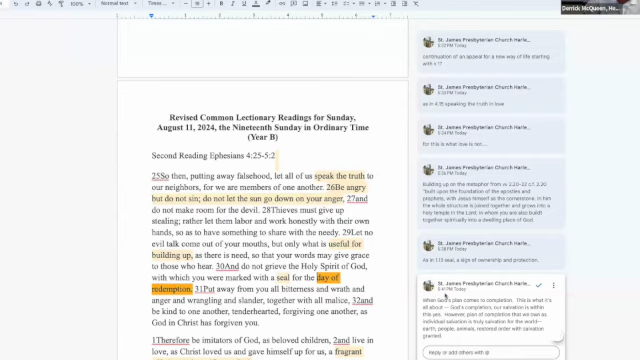 Derrick McQueen, He...
100%
Normal text
Times ...
Revised Common Lectionary Readings for Sunday,
August 11, 2024, the Nineteenth Sunday in Ordinary Time
(Year B)
Second Reading Ephesians 4:25-5:2
25So then, putting away falsehood, let all of us speak the truth to
our neighbors, for we are members of one another. 26Be angry
but do not sin; do not let the sun go down on your anger, 27and
do not make room for the devil. 28Thieves must give up
stealing; rather let them labor and work honestly with their own
hands, so as to have something to share with the needy. 29Let no
evil talk come out of your mouths, but only what is useful for
building up, as there is need, so that your words may give grace
to those who hear. 30And do not grieve the Holy Spirit of God,
with which you were marked with a seal for the day of
redemption. 31Put away from you all bitterness and wrath and
anger and wrangling and slander, together with all malice, 32and
be kind to one another, tenderhearted, forgiving one another, as
God in Christ has forgiven you.
1Therefore be imitators of God, as beloved children, 2and live in
love, as Christ loved us and gave himself up for us, a fragrant
St. James Presbyterian Church Harle...
Today
continuation of an appeal for a new way of life starting
St. James Presbyterian Church Harle...
Today
as in 4.15 speaking the truth in love
St. James Presbyterian Church Harle...
Today
for this is what love is not....
St. James Presbyterian Church Harle...
Today
Building up on the metaphor from vv 2.20-22 cf. 2.20
"built upon the foundation of the apostles and
prophets, with Jesus himself as the cornerstone. In him
the whole structure is joined together and grows into a
holy temple in the Lord; in whom you are also build
together spiritually into a dwelling place of God.
St. James Presbyterian Church Harle...
Today
As in 1.13 seal, a sign of ownership and protection.
St. James Presbyterian Church Harle...
5:41 PM Today
When God's plan comes to completion. This is what it's
all about — God's completion, our salvation is within this
yes. However, plan of completion that we own as
individual salvation is truly salvation for the world—
earth, people, animals, restored order with salvation
granted.
Reply or add others with @